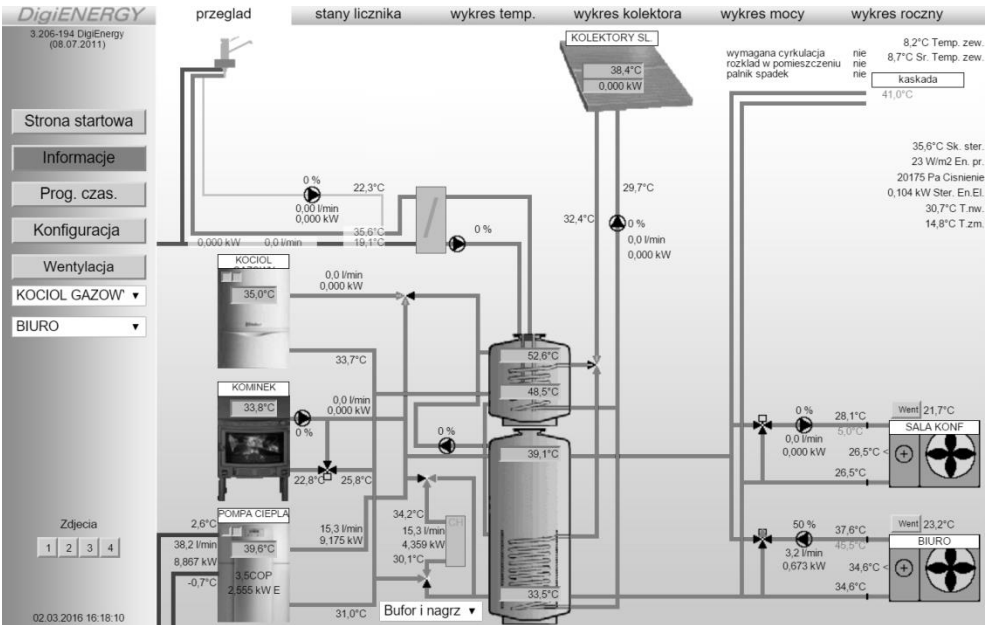 DigiENERGY
przeglad
stany licznika
wykres temp.
wykres kolektora
wykres mocy
wykres roczny
3.206-194 DigiEnergy
(08.07.2011)
Strona startowa
Informacje
Prog. czas.
Konfiguracja
Wentylacja
KOCIOL GAZOW
BIURO
Zdjecia
1 2 3 4
02.03.2016 16:18:10
KOLEKTORY SL.
38,4°C
0,000 kW
wymagana cyrkulacja nie
rozklad w pomieszczeniu nie
palnik spadek nie
8,2°C Temp. zew.
8,7°C Sr. Temp. zew.
kaskada
41,0°C
35,6°C Sk. ster.
23 W/m2 En. pr.
20175 Pa Cisnienie
0,104 kW Ster. En.El.
30,7°C T.nw.
14,8°C T.zm.
0 %
22,3°C
0,00 l/min
0,000 kW
35,6°C
0,000 kW 0,0 l/min 19,1°C
0 %
29,7°C
32,4°C
0 %
0,0 l/min
0,000 kW
KOCIOL
35,0°C
0,0 l/min
0,000 kW
33,7°C
52,6°C
48,5°C
KOMINEK
33,8°C
0,0 l/min
0,000 kW
0 %
22,8°C
25,8°C
0 %
39,1°C
33,5°C
POMPA CIEPLA
2,6°C
38,2 l/min
8,867 kW
-0,7°C
39,6°C
3,5COP
2,555 kW E
15,3 l/min
9,175 kW
31,0°C
34,2°C
15,3 l/min
4,359 kW
30,1°C
CH
Bufor i nagrz
0 %
0,0 l/min
0,000 kW
28,1°C
5,0°C
26,5°C <
26,5°C
Went 21,7°C
SALA KONF
50 %
3,2 l/min
0,673 kW
37,6°C
45,5°C
34,6°C <
34,6°C
Went 23,2°C
BIURO